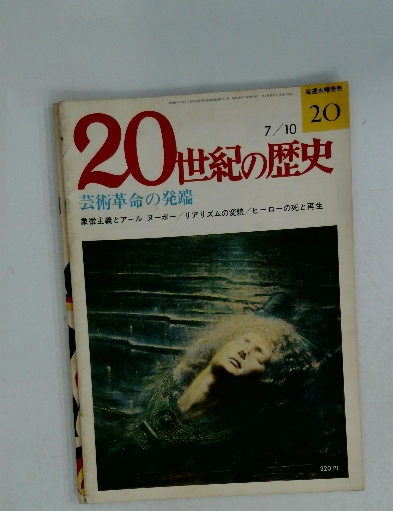 毎週水曜発売
20
7/10
20世紀の歴史
芸術革命の発端
象徴主義とアール ヌーボー/リアリズムの変貌/ヒーローの死と再生
220円